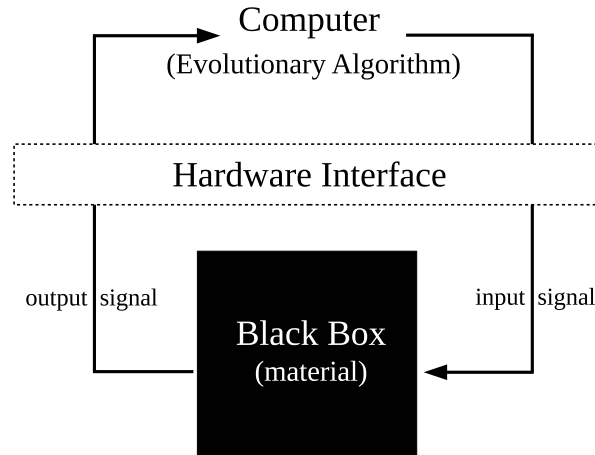 Computer
(Evolutionary Algorithm)
Hardware Interface
output signal
input signal
Black Box
(material)